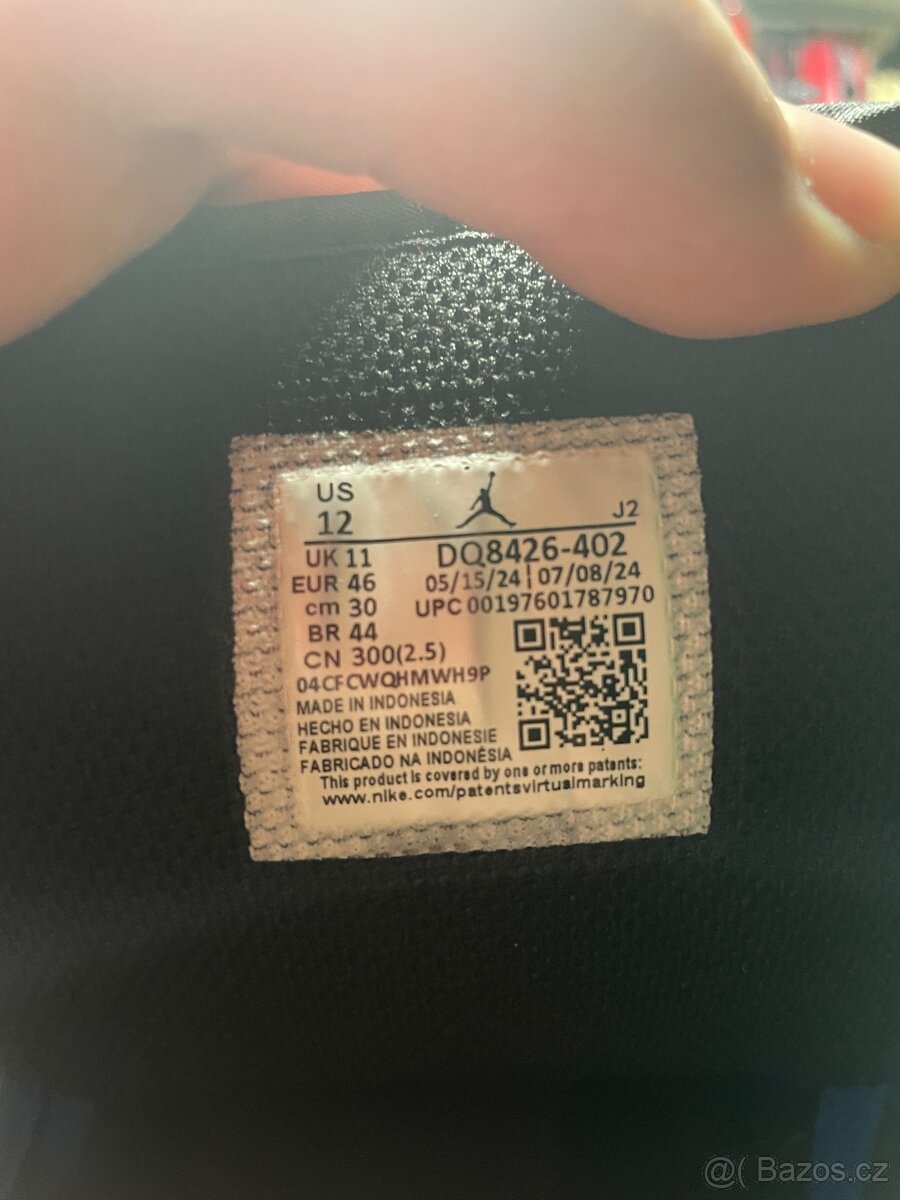 US
12
J2
UK 11
DQ8426-402
EUR 46
05/15/24 | 07/08/24
cm 30
UPC 00197601787970
BR 44
CN 300(2.5)
04CFCWQHMWH9P
MADE IN INDONESIA
HECHO EN INDONESIA
FABRIQUE EN INDONESIE
FABRICADO NA INDONÉSIA
This product is covered by one or more patents:
www.nike.com/patentsvirtualmarking
@( Bazos.cz